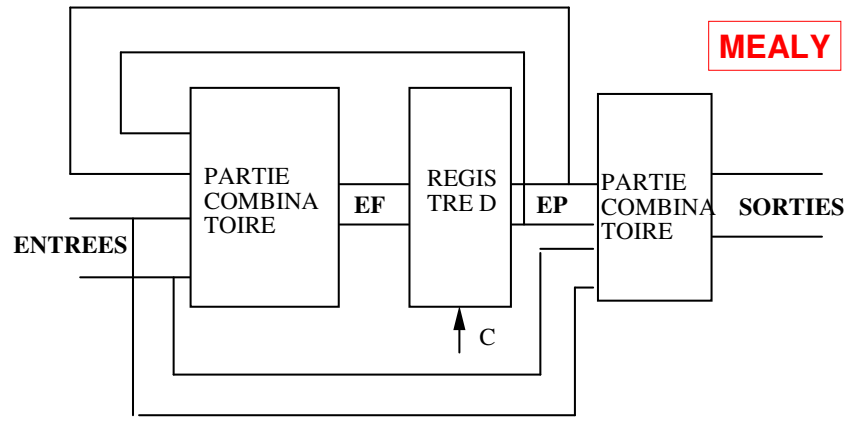 MEALY
PARTIE
COMBINA
TOIRE
EF
REGIS
TRE D
EP
PARTIE
COMBINA
TOIRE
SORTIES
ENTREES
C